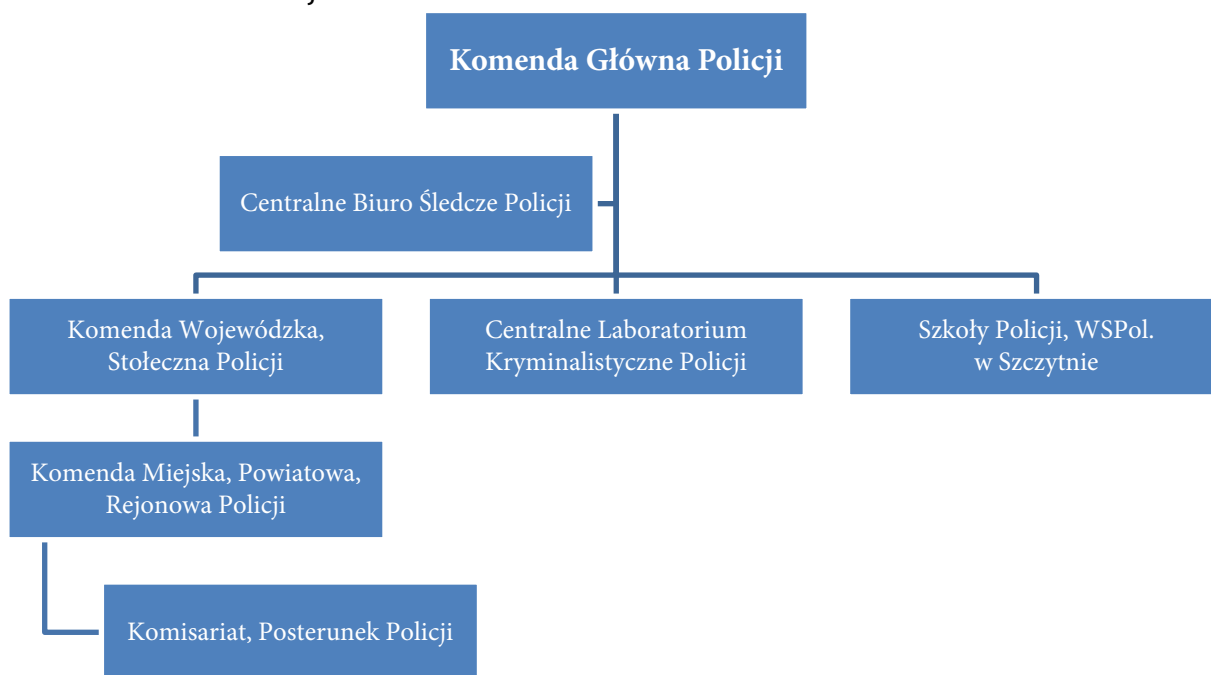 Komenda Główna Policji
Centralne Biuro Śledcze Policji
Komenda Wojewódzka,
Stołeczna Policji
Centralne Laboratorium
Kryminalistyczne Policji
Szkoły Policji, WSPol.
w Szczytnie
Komenda Miejska, Powiatowa,
Rejonowa Policji
Komisariat, Posterunek Policji